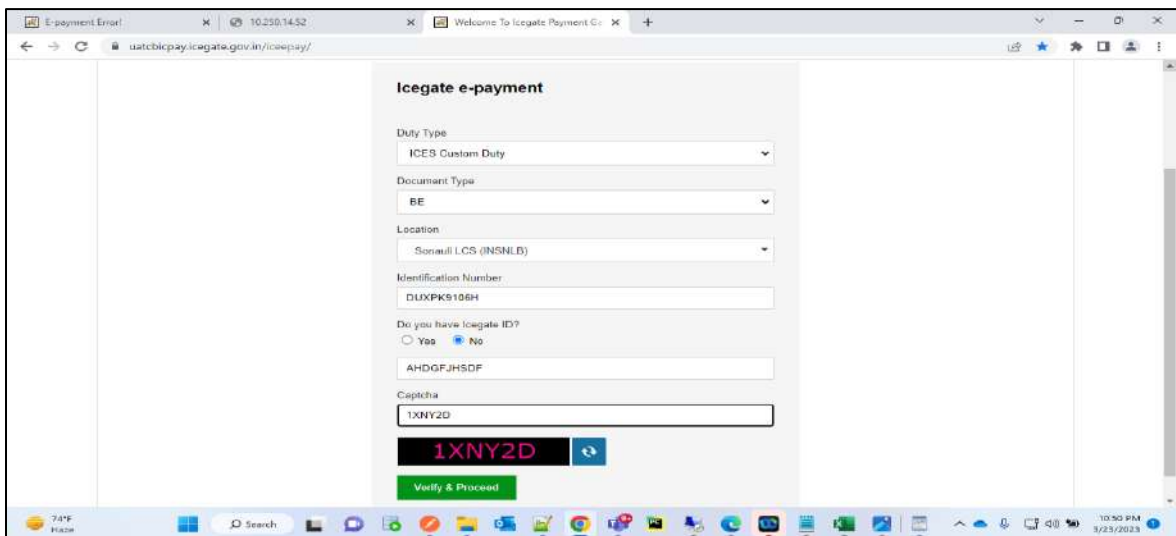 E-payment Error!
10.250.14.52
Welcome To Icegate Payment Ga
uatcbicpay.icegate.gov.in/iceepay/
Icegate e-payment
Duty Type
ICES Custom Duty
Document Type
BE
Location
Sonauli LCS (INSNLB)
Identification Number
DUXPK9106H
Do you have Icegate ID?
Yes No
AHDGFJHSDF
Captcha
1XNY2D
1XNY2D
Verify & Proceed
74°F
Haze
Search
10:50 PM
3/23/2023